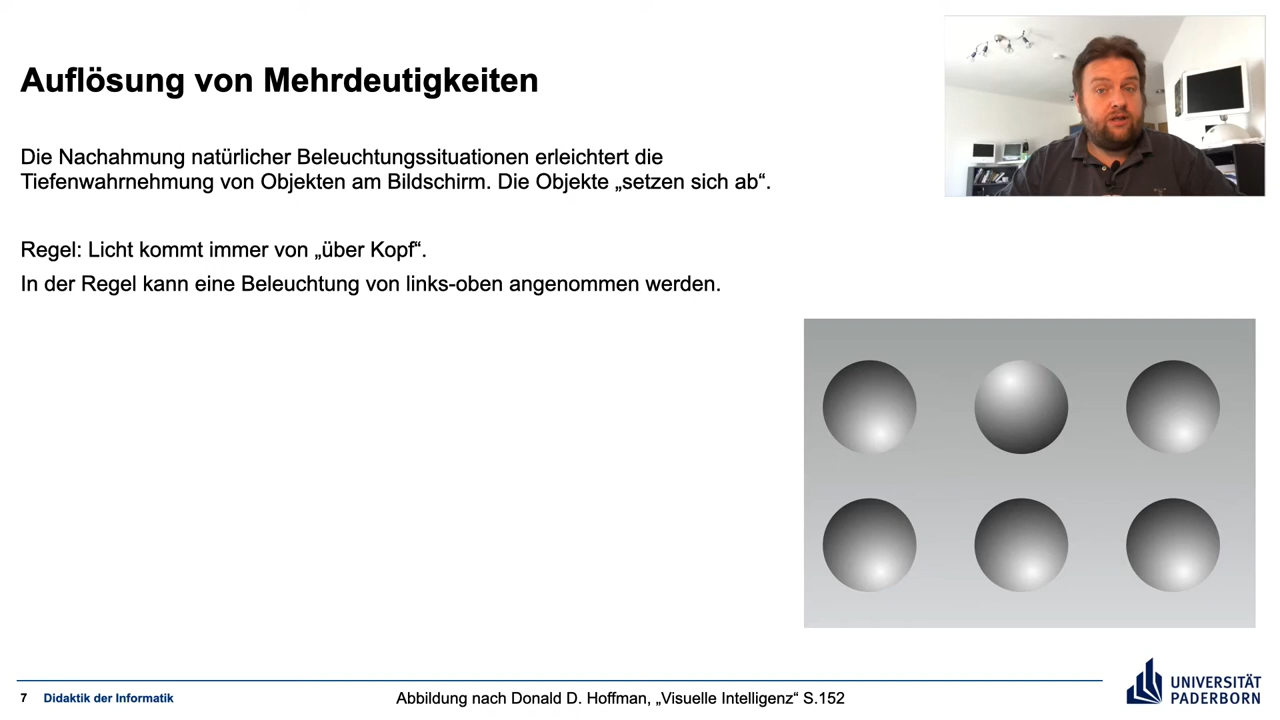 Auflösung von Mehrdeutigkeiten
Die Nachahmung natürlicher Beleuchtungssituationen erleichtert die
Tiefenwahrnehmung von Objekten am Bildschirm. Die Objekte „setzen sich ab“.
Regel: Licht kommt immer von „über Kopf“.
In der Regel kann eine Beleuchtung von links-oben angenommen werden.
7 Didaktik der Informatik
Abbildung nach Donald D. Hoffman, „Visuelle Intelligenz“ S.152
UNIVERSITÄT
PADERBORN